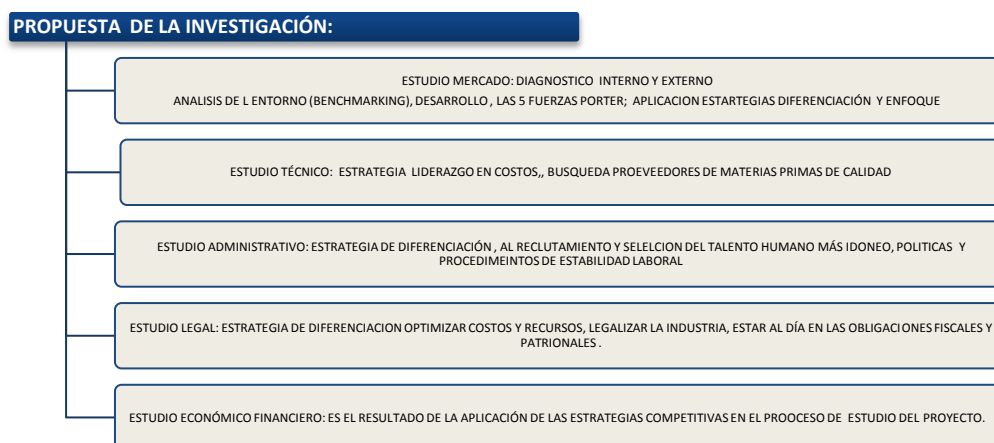 PROPUESTA DE LA INVESTIGACIÓN:
ESTUDIO MERCADO: DIAGNOSTICO INTERNO Y EXTERNO
ANALISIS DE L ENTORNO (BENCHMARKING), DESARROLLO , LAS 5 FUERZAS PORTER; APLICACION ESTARTEGIAS DIFERENCIACIÓN Y ENFOQUE
ESTUDIO TÉCNICO: ESTRATEGIA LIDERAZGO EN COSTOS,, BUSQUEDA PROEVEEDORES DE MATERIAS PRIMAS DE CALIDAD
ESTUDIO ADMINISTRATIVO: ESTRATEGIA DE DIFERENCIACIÓN , AL RECLUTAMIENTO Y SELELCION DEL TALENTO HUMANO MÁS IDONEO, POLITICAS Y
PROCEDIMEINTOS DE ESTABILIDAD LABORAL
ESTUDIO LEGAL: ESTRATEGIA DE DIFERENCIACION OPTIMIZAR COSTOS Y RECURSOS, LEGALIZAR LA INDUSTRIA, ESTAR AL DÍA EN LAS OBLIGACIONES FISCALES Y
PATRIONALES .
ESTUDIO ECONÓMICO FINANCIERO: ES EL RESULTADO DE LA APLICACIÓN DE LAS ESTRATEGIAS COMPETITIVAS EN EL PROOCESO DE ESTUDIO DEL PROYECTO.